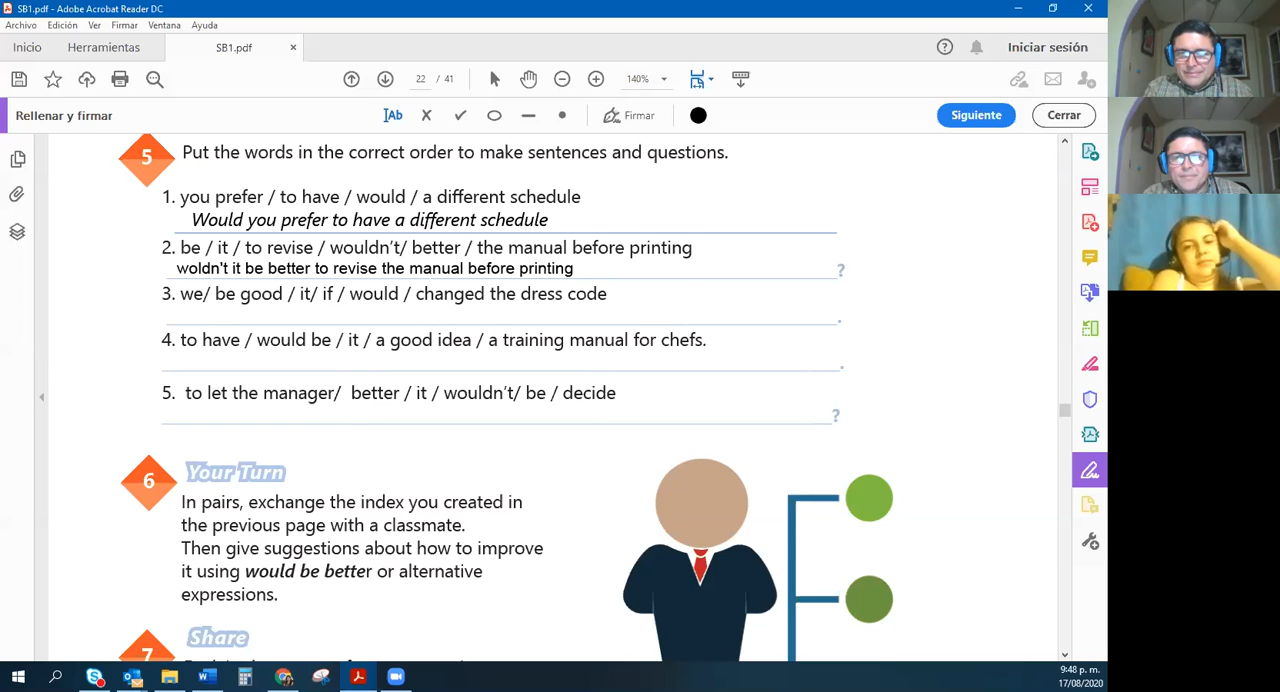 SB1.pdf - Adobe Acrobat Reader DC
Archivo Edición Ver Firmar Ventana Ayuda
Inicio Herramientas SB1.pdf × Iniciar sesión
22 / 41 140%
Rellenar y firmar IAb Firmar Siguiente Cerrar
5 Put the words in the correct order to make sentences and questions.
1. you prefer / to have / would / a different schedule
Would you prefer to have a different schedule
2. be / it / to revise / wouldn't/ better / the manual before printing
woldn't it be better to revise the manual before printing ?
3. we/ be good / it/ if / would / changed the dress code
.
4. to have / would be / it / a good idea / a training manual for chefs.
.
5. to let the manager/ better / it / wouldn't/ be / decide
?
6 Your Turn
In pairs, exchange the index you created in
the previous page with a classmate.
Then give suggestions about how to improve
it using would be better or alternative
expressions.
7 Share
9:48 p. m.
17/08/2020